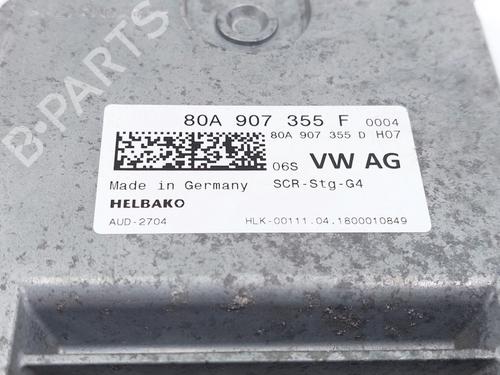 B-PARTS
80A 907 355 F 0004
80A 907 355 D H07
06S VW AG
Made in Germany SCR-Stg-G4
HELBAKO
AUD-2704 HLK-00111.04.1800010849